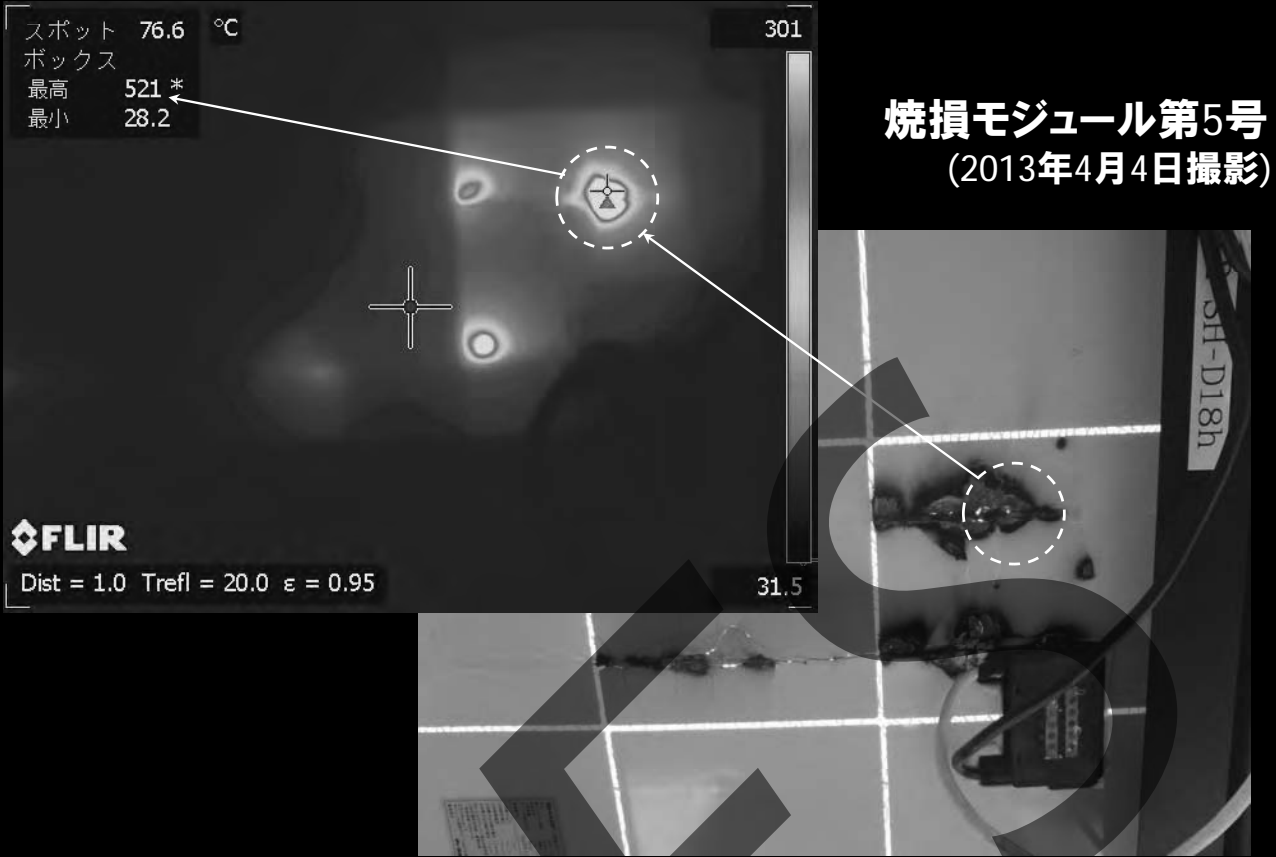 スポット 76.6 °C
ボックス
最高 521 *
最小 28.2
301
焼損モジュール第5号
(2013年4月4日撮影)
SH-D18h
FLIR
Dist = 1.0 Trefl = 20.0 ε = 0.95
31.5